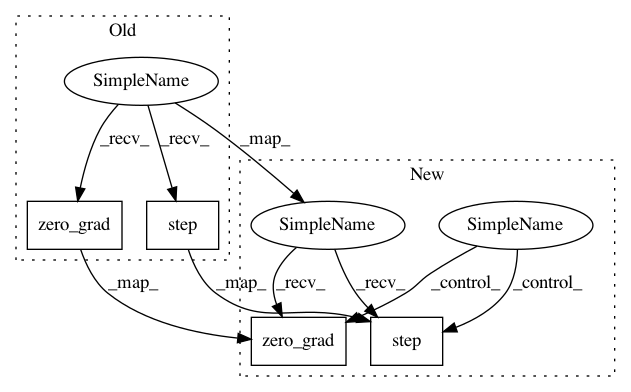 Old
SimpleName
_recv_ _recv_ _map_
New
zero_grad step SimpleName SimpleName
_map_ _map_ _recv_ _recv_ _control_ _control_
zero_grad step